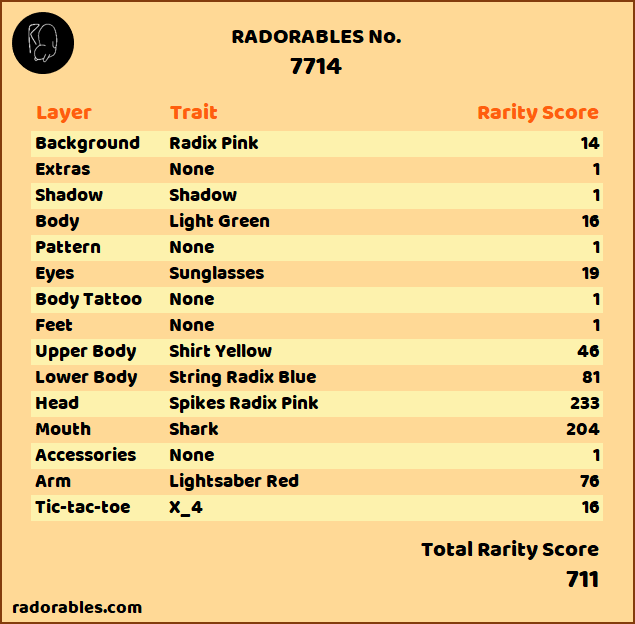 RADORABLES No.
7714
Layer Trait Rarity Score
Background Radix Pink 14
Extras None 1
Shadow Shadow 1
Body Light Green 16
Pattern None 1
Eyes Sunglasses 19
Body Tattoo None 1
Feet None 1
Upper Body Shirt Yellow 46
Lower Body String Radix Blue 81
Head Spikes Radix Pink 233
Mouth Shark 204
Accessories None 1
Arm Lightsaber Red 76
Tic-tac-toe X_4 16
Total Rarity Score
711
radorables.com